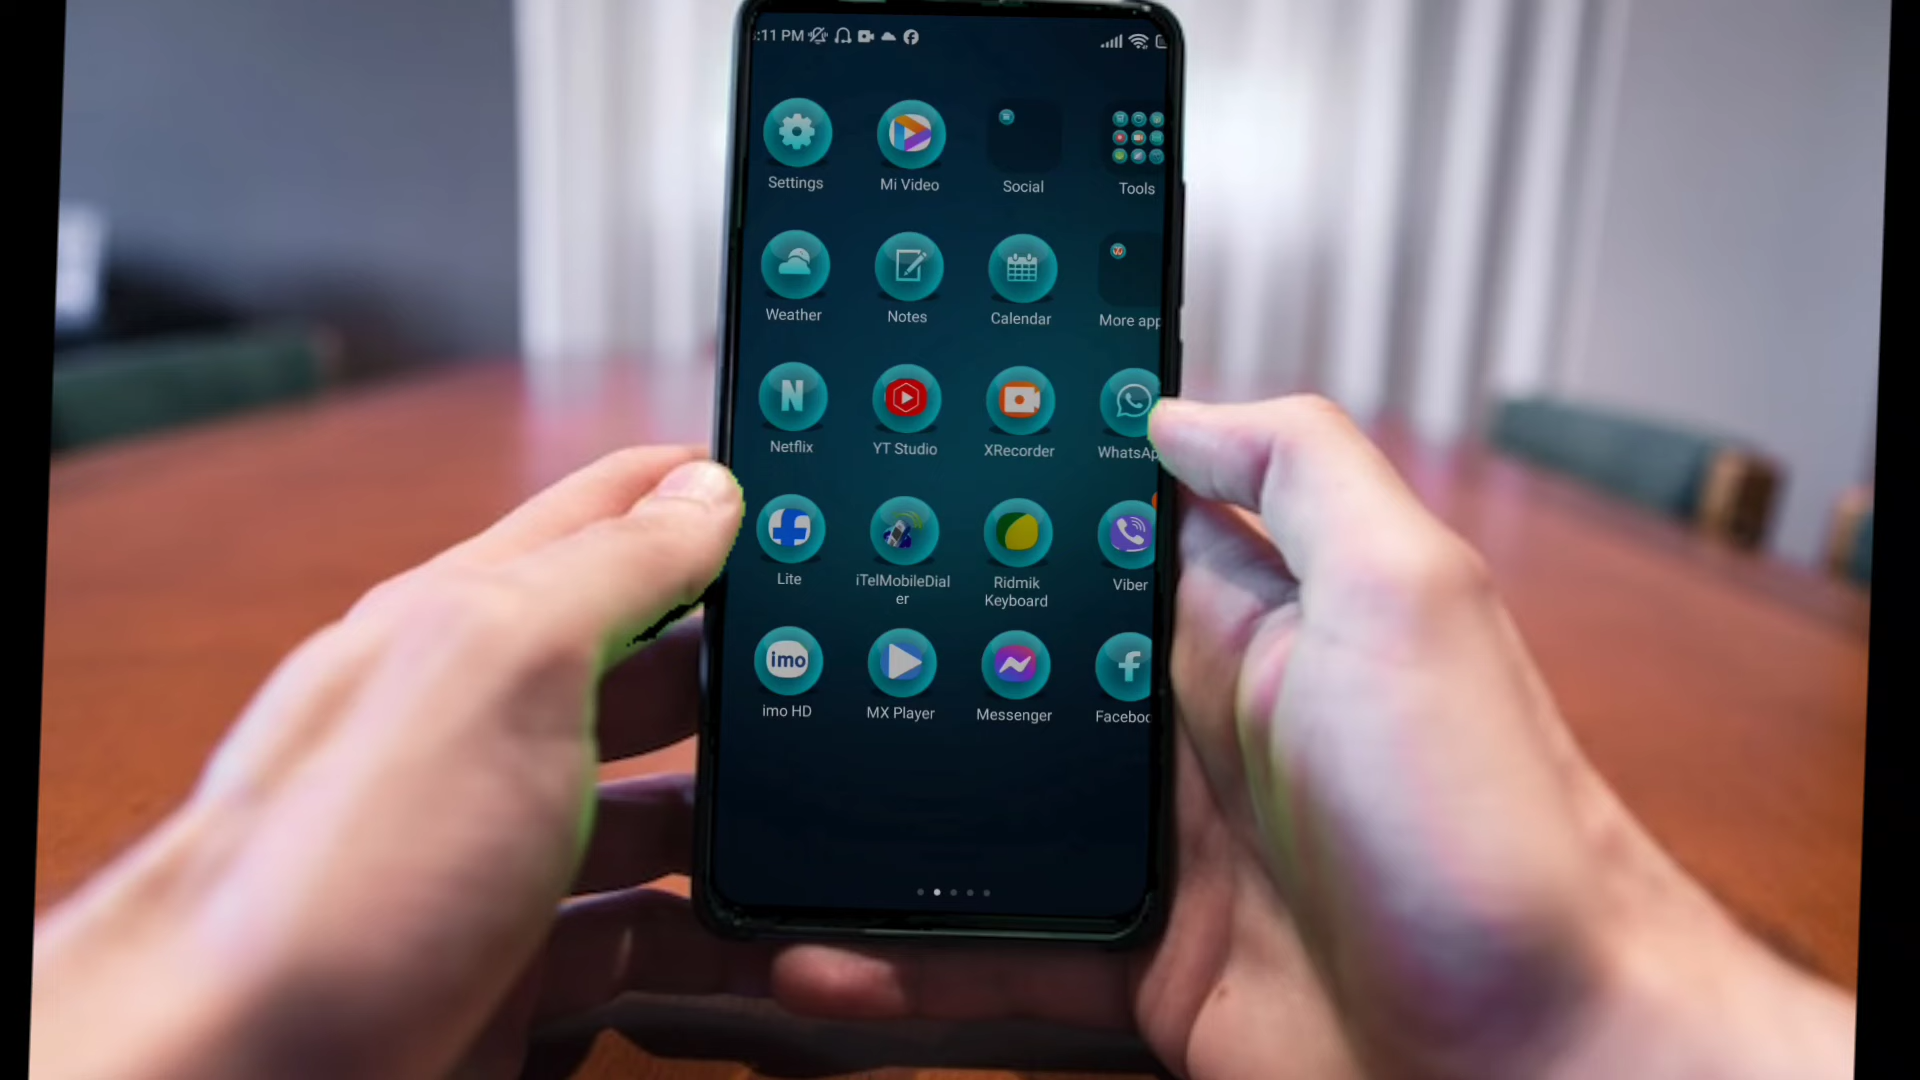 :11 PM
Settings
Mi Video
Social
Tools
Weather
Notes
Calendar
More app
Netflix
YT Studio
XRecorder
WhatsAp
Lite
iTelMobileDial
er
Ridmik
Keyboard
Viber
imo
imo HD
MX Player
Messenger
Faceboo